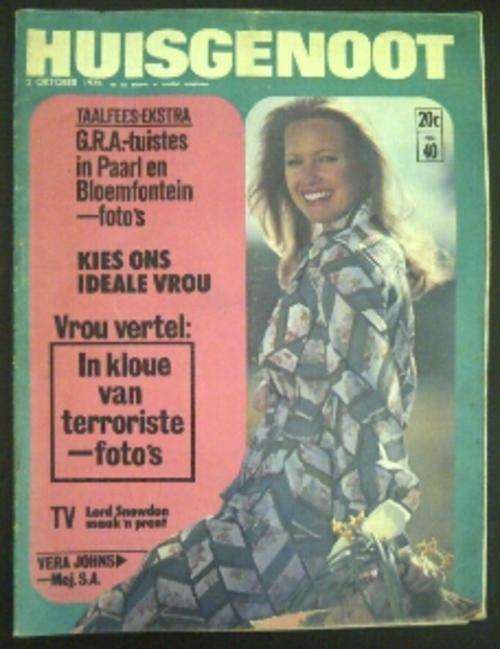 HUISGENOOT
2 OKTOBER
TAALFEES-EKSTRA
G.R.A.-tuistes
in Paarl en
Bloemfontein
—foto's
20c
40
KIES ONS
IDEALE VROU
Vrou vertel:
In kloue
van
terroriste
—foto's
TV Lord Snowdon
maak 'n prent
VERA JOHNS
—Mej. S.A.